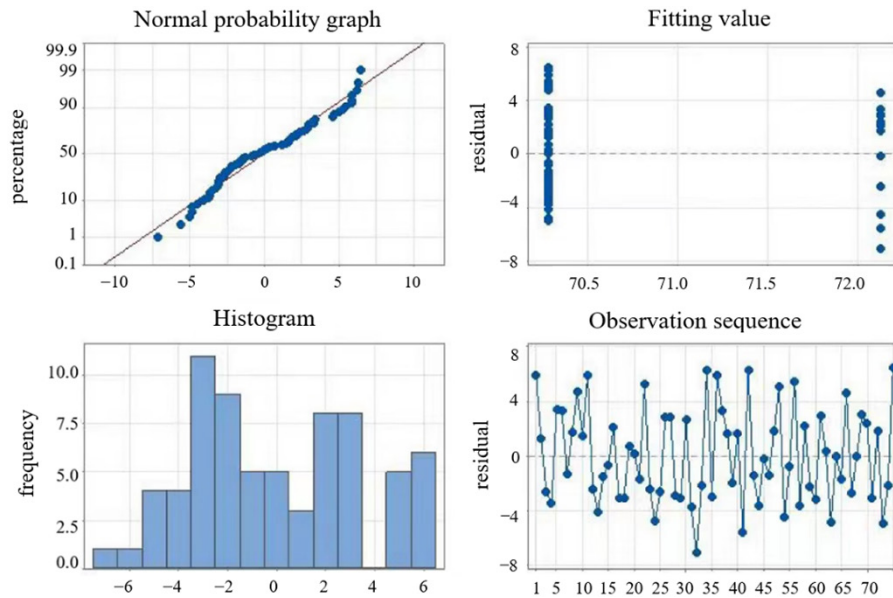 Normal probability graph
percentage
99.9
99
90
50
10
1
0.1
−10 −5 0 5 10
Fitting value
residual
8
4
0
−4
−8
70.5 71.0 71.5 72.0
Histogram
frequency
10.0
7.5
5.0
2.5
0.0
−6 −4 −2 0 2 4 6
Observation sequence
residual
8
4
0
−4
−8
1 5 10 15 20 25 30 35 40 45 50 55 60 65 70